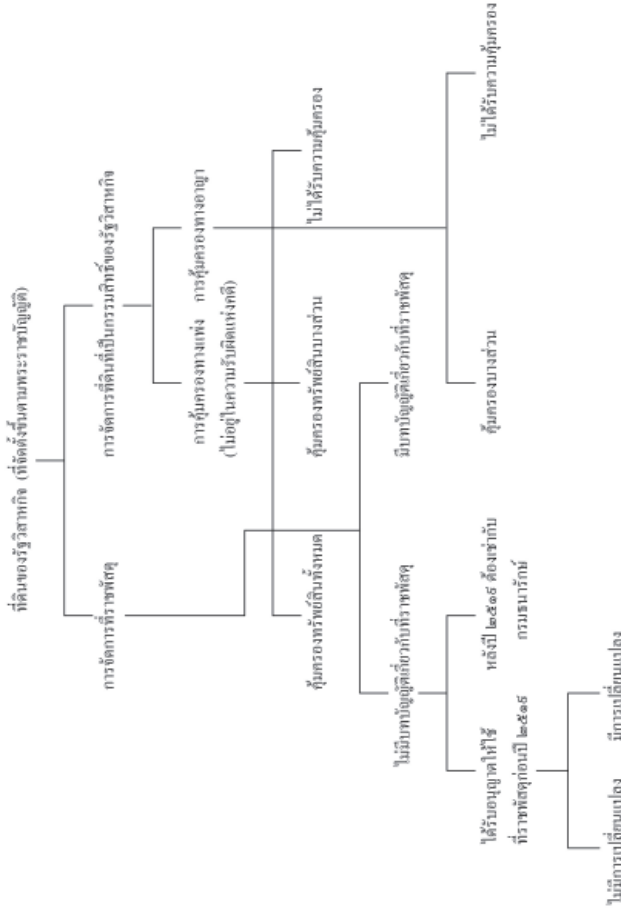 ที่ดินของรัฐวิสาหกิจ (ที่จัดตั้งขึ้นตามพระราชบัญญัติ)
การจัดการที่ราชพัสดุ
การจัดการที่ดินที่เป็นกรรมสิทธิ์ของรัฐวิสาหกิจ
การคุ้มครองทางแพ่ง
(ไม่อยู่ในความรับผิดแห่งคดี)
การคุ้มครองทางอาญา
คุ้มครองทรัพย์สินทั้งหมด
คุ้มครองทรัพย์สินบางส่วน
ไม่ได้รับความคุ้มครอง
ไม่มีบทบัญญัติเกี่ยวกับที่ราชพัสดุ
มีบทบัญญัติเกี่ยวกับที่ราชพัสดุ
ได้รับอนุญาตให้ใช้
ที่ราชพัสดุก่อนปี ๒๕๑๘
หลังปี ๒๕๑๘ ต้องเช่ากับ
กรมธนารักษ์
คุ้มครองบางส่วน
ไม่ได้รับความคุ้มครอง
ไม่มีการเปลี่ยนแปลง
มีการเปลี่ยนแปลง